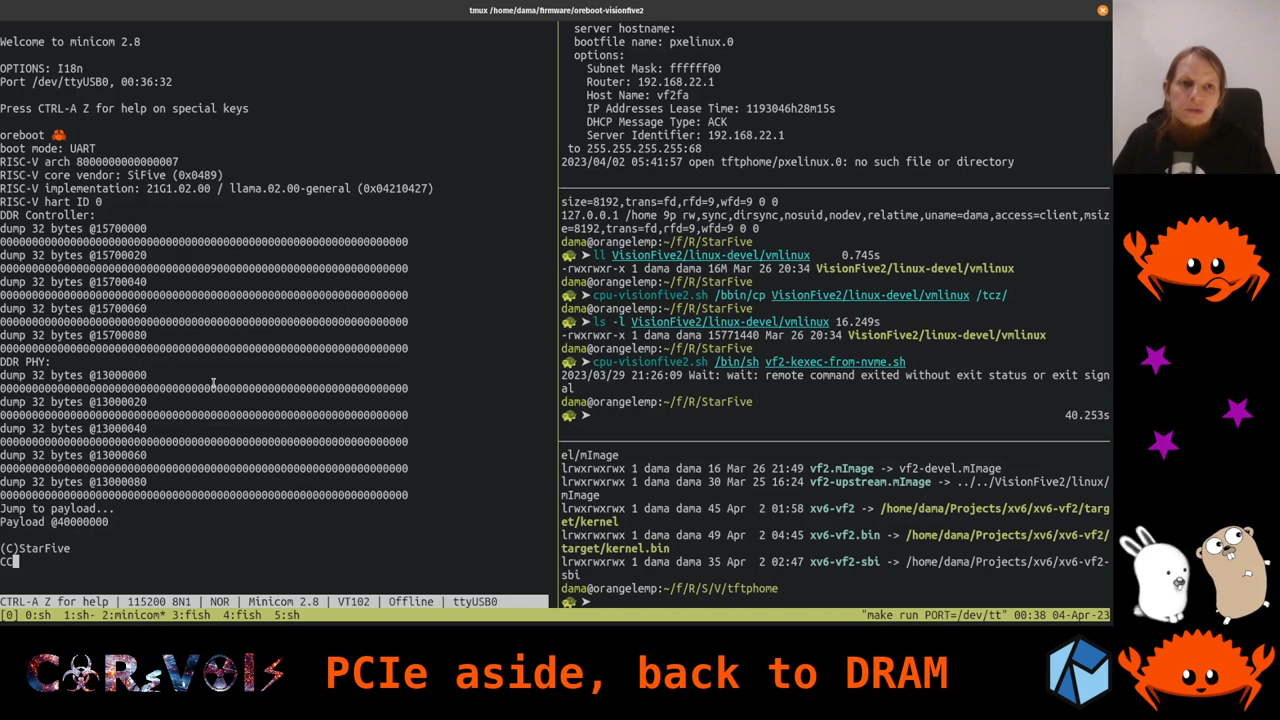 tmux /home/dama/firmware/oreboot-visionfive2
Welcome to minicom 2.8
OPTIONS: I18n
Port /dev/ttyUSB0, 00:36:32
Press CTRL-A Z for help on special keys
oreboot 🦀
boot mode: UART
RISC-V arch 8000000000000007
RISC-V core vendor: SiFive (0x0489)
RISC-V implementation: 21G1.02.00 / llama.02.00-general (0x04210427)
RISC-V hart ID 0
DDR Controller:
dump 32 bytes @15700000
0000000000000000000000000000000000000000000000000000000000000000
dump 32 bytes @15700020
0000000000000000000000000000000009000000000000000000000000000000
dump 32 bytes @15700040
0000000000000000000000000000000000000000000000000000000000000000
dump 32 bytes @15700060
0000000000000000000000000000000000000000000000000000000000000000
dump 32 bytes @15700080
0000000000000000000000000000000000000000000000000000000000000000
DDR PHY:
dump 32 bytes @13000000
0000000000000000000000000000000000000000000000000000000000000000
dump 32 bytes @13000020
0000000000000000000000000000000000000000000000000000000000000000
dump 32 bytes @13000040
0000000000000000000000000000000000000000000000000000000000000000
dump 32 bytes @13000060
0000000000000000000000000000000000000000000000000000000000000000
dump 32 bytes @13000080
0000000000000000000000000000000000000000000000000000000000000000
Jump to payload...
Payload @40000000
(C)StarFive
CC
CTRL-A Z for help | 115200 8N1 | NOR | Minicom 2.8 | VT102 | Offline | ttyUSB0
server hostname:
bootfile name: pxelinux.0
options:
Subnet Mask: ffffff00
Router: 192.168.22.1
Host Name: vf2fa
IP Addresses Lease Time: 1193046h28m15s
DHCP Message Type: ACK
Server Identifier: 192.168.22.1
to 255.255.255.255:68
2023/04/02 05:41:57 open tftphome/pxelinux.0: no such file or directory
size=8192,trans=fd,rfd=9,wfd=9 0 0
127.0.0.1 /home 9p rw,sync,dirsync,nosuid,nodev,relatime,uname=dama,access=client,msiz
e=8192,trans=fd,rfd=9,wfd=9 0 0
dama@orangelemp:~/f/R/StarFive
🐢 ➤ ll VisionFive2/linux-devel/vmlinux 0.745s
-rwxrwxr-x 1 dama dama 16M Mar 26 20:34 VisionFive2/linux-devel/vmlinux
dama@orangelemp:~/f/R/StarFive
🐢 ➤ cpu-visionfive2.sh /bbin/cp VisionFive2/linux-devel/vmlinux /tcz/
dama@orangelemp:~/f/R/StarFive
🐢 ➤ ls -l VisionFive2/linux-devel/vmlinux 16.249s
-rwxrwxr-x 1 dama dama 15771440 Mar 26 20:34 VisionFive2/linux-devel/vmlinux
dama@orangelemp:~/f/R/StarFive
🐢 ➤ cpu-visionfive2.sh /bin/sh vf2-kexec-from-nvme.sh
2023/03/29 21:26:09 Wait: wait: remote command exited without exit status or exit sign
al
dama@orangelemp:~/f/R/StarFive
🐢 ➤ 40.253s
el/mImage
lrwxrwxrwx 1 dama dama 16 Mar 26 21:49 vf2.mImage -> vf2-devel.mImage
lrwxrwxrwx 1 dama dama 30 Mar 25 16:24 vf2-upstream.mImage -> ../../VisionFive2/linux/
mImage
lrwxrwxrwx 1 dama dama 45 Apr 2 01:58 xv6-vf2 -> /home/dama/Projects/xv6/xv6-vf2/targ
et/kernel
lrwxrwxrwx 1 dama dama 49 Apr 2 04:45 xv6-vf2.bin -> /home/dama/Projects/xv6/xv6-vf2/
target/kernel.bin
lrwxrwxrwx 1 dama dama 35 Apr 2 02:47 xv6-vf2-sbi -> /home/dama/Projects/xv6/xv6-vf2-
sbi
dama@orangelemp:~/f/R/S/V/tftphome
🐢 ➤
[0] 0:sh 1:sh- 2:minicom* 3:fish 4:fish 5:sh "make run PORT=/dev/tt" 00:38 04-Apr-23
PCIe aside, back to DRAM